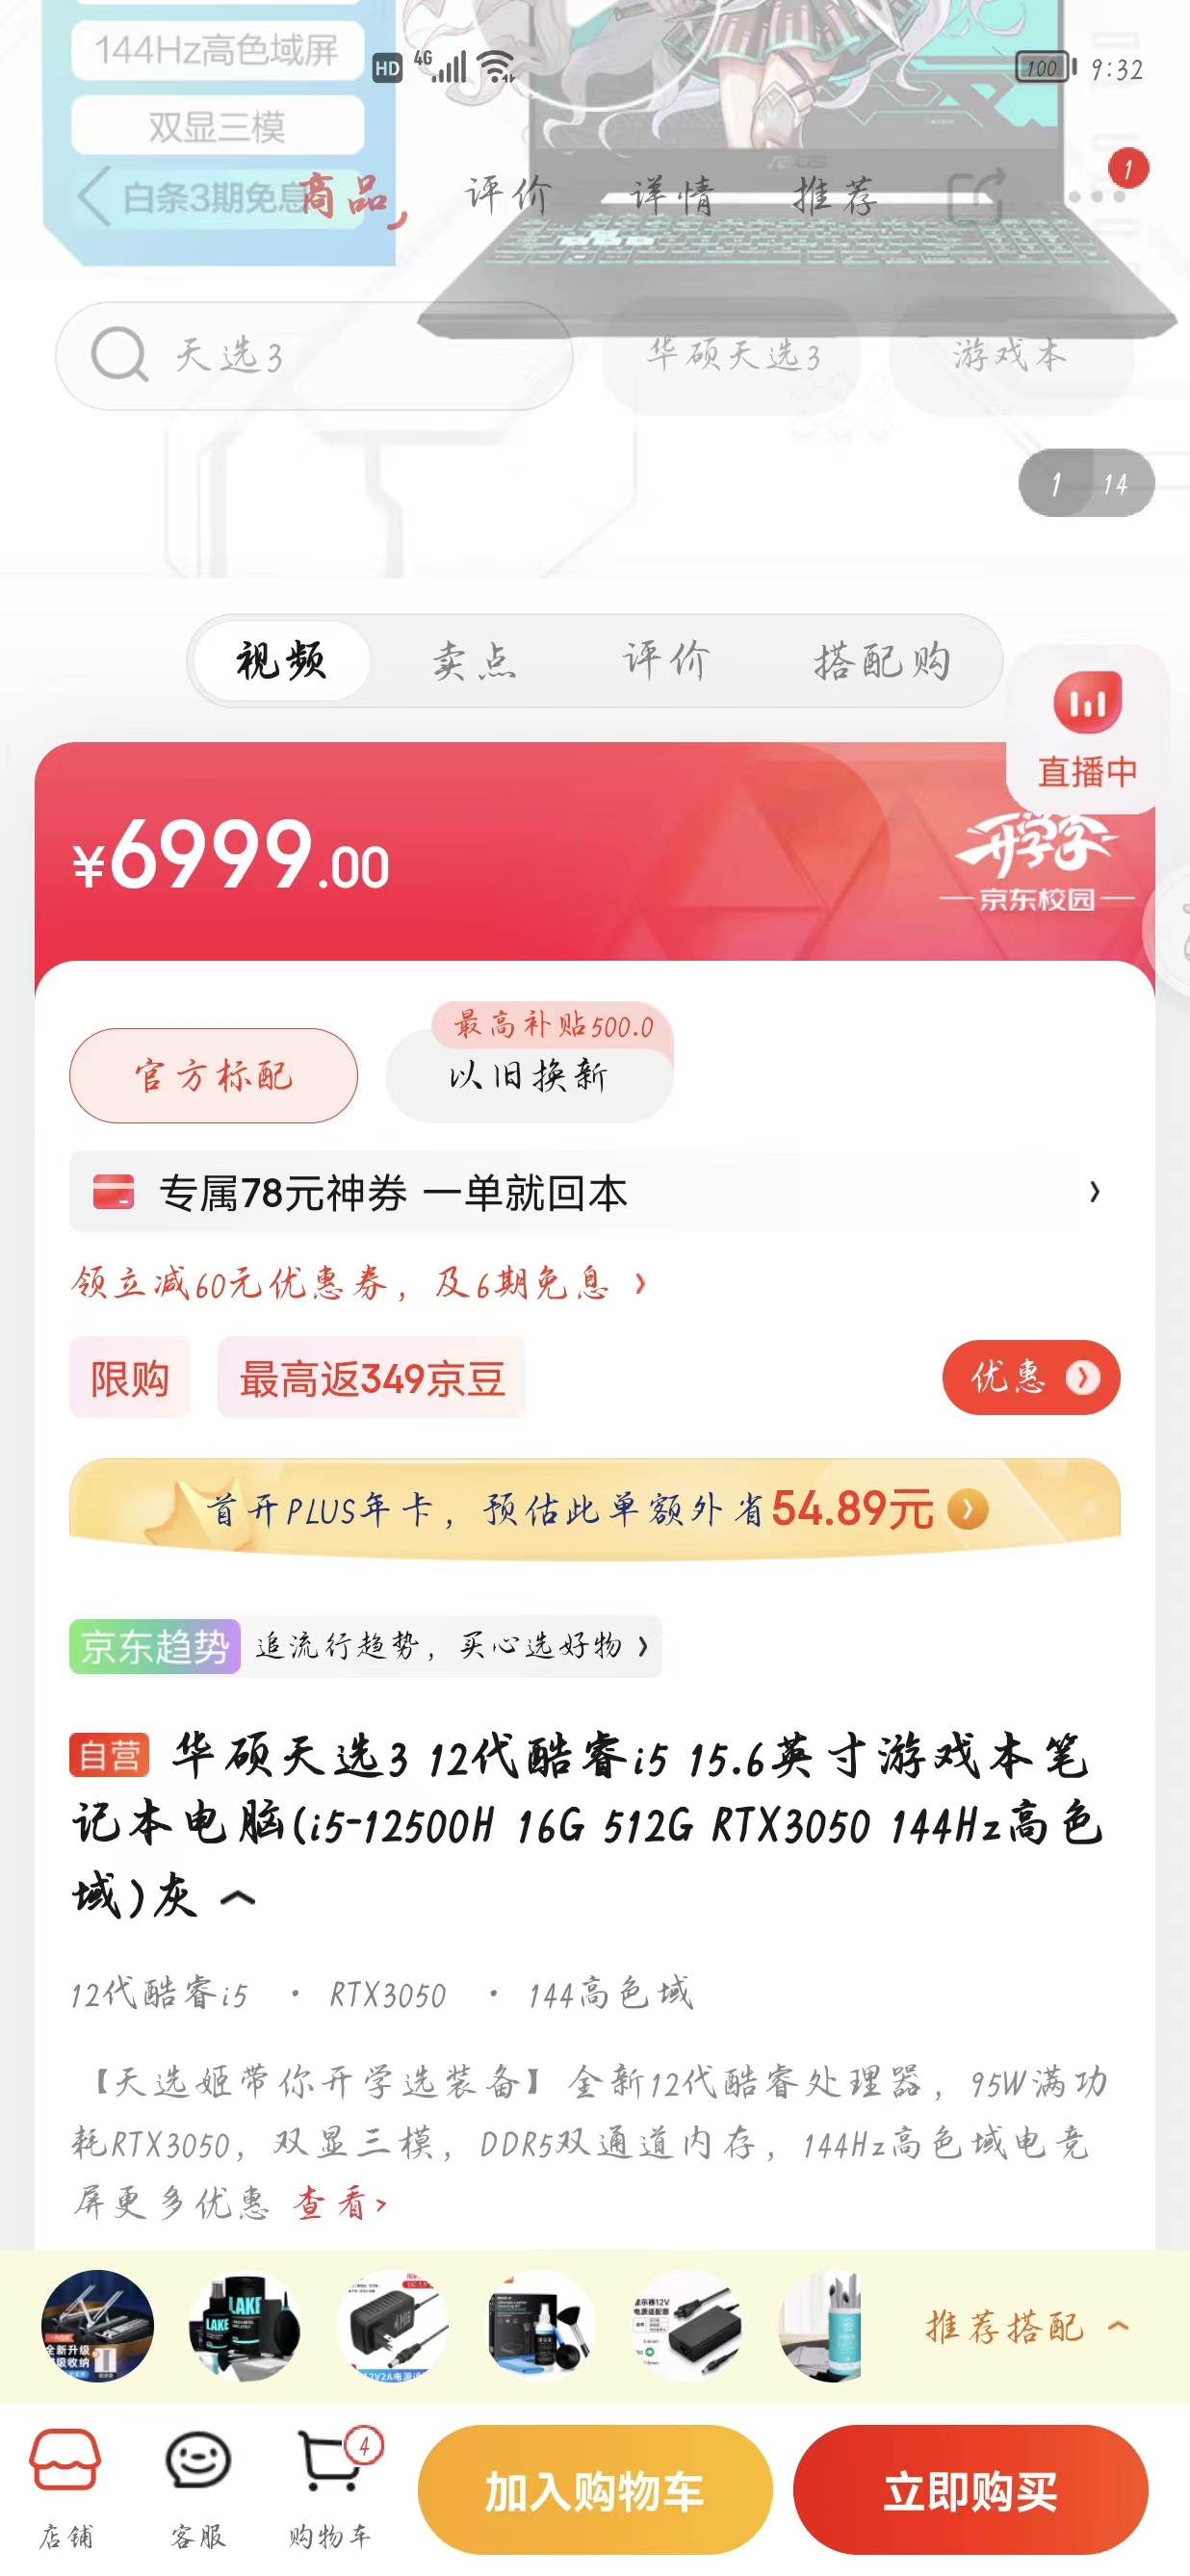 144Hz高色域屏
HD 4G 100 9:32
双显三模
白条3期免息
商品 评价 详情 推荐 1
天选3 华硕天选3 游戏本
1 14
视频 卖点 评价 搭配购
直播中
¥6999.00
开学季
京东校园
最高补贴500.0
官方标配 以旧换新
专属78元神券 一单就回本
领立减60元优惠券，及6期免息
限购 最高返349京豆 优惠
首开PLUS年卡，预估此单额外省54.89元
京东趋势 追流行趋势，买心选好物
自营 华硕天选3 12代酷睿i5 15.6英寸游戏本笔
记本电脑(i5-12500H 16G 512G RTX3050 144Hz高色
域)灰
12代酷睿i5 · RTX3050 · 144高色域
【天选姬带你开学选装备】全新12代酷睿处理器，95W满功
耗RTX3050，双显三模，DDR5双通道内存，144Hz高色域电竞
屏更多优惠 查看>
推荐搭配
4
加入购物车 立即购买
店铺 客服 购物车